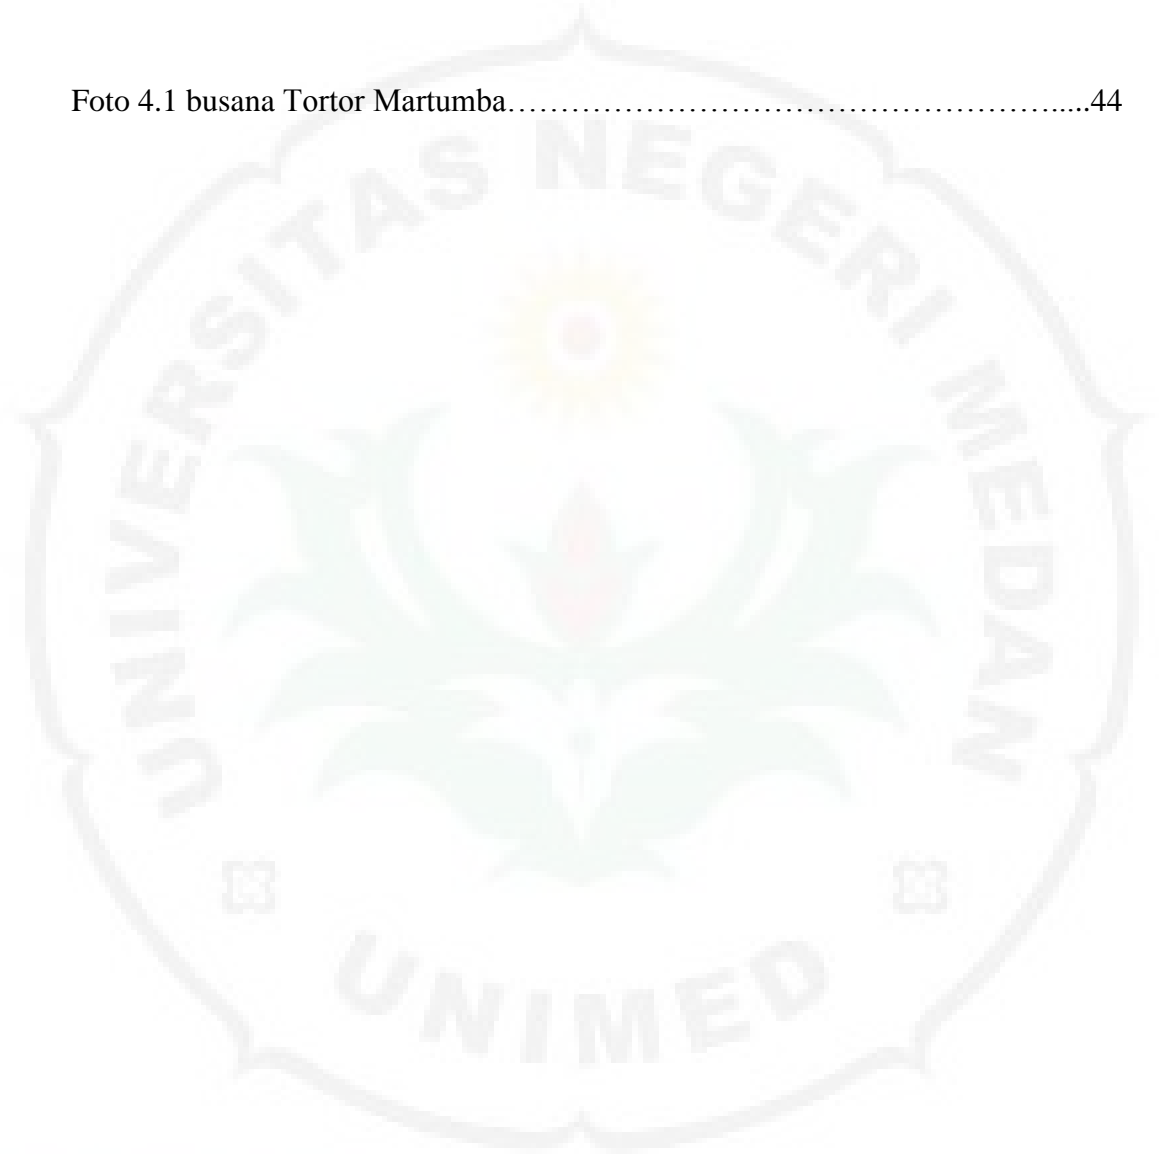 Foto 4.1 busana Tortor Martumba……………………………………………….....44
UNIVERSITAS NEGERI MEDAN
UNIMED